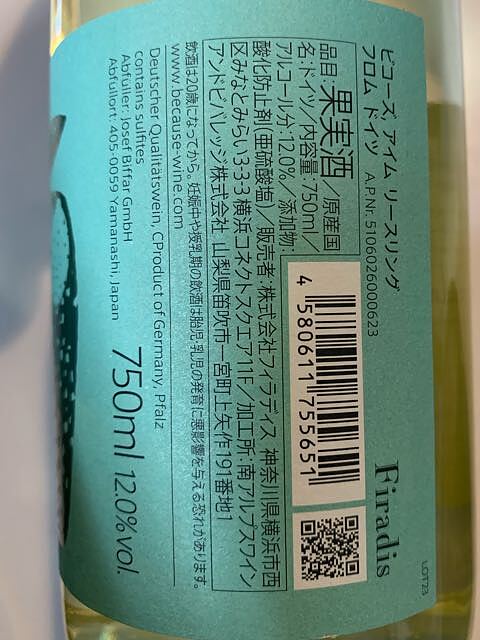 ビコーズ, アイム リースリング
フロム ドイツ A.P.Nr. 5106026000623
品目:果実酒/原産国
名:ドイツ/内容量:750ml/
アルコール分:12.0%/添加物:
酸化防止剤(亜硫酸塩)/販売者:株式会社フィラディス 神奈川県横浜市西
区みなとみらい3-3-3 横浜コネクトスクエア11F/加工所:南アルプスワイン
アンドビバレッジ株式会社 山梨県笛吹市一宮町上矢作191番地1
飲酒は20歳になってから。妊娠中や授乳期の飲酒は胎児・乳児の発育に悪影響を与える恐れがあります。
www.because-wine.com
Deutscher Qualitätswein, CProduct of Germany, Pfalz
contains sulfites
Abfüller: Josef Biffar GmbH
Abfüllort: 405-0059 Yamanashi, Japan
750ml 12.0%vol.
4 580611 755651
Firadis
LOT23